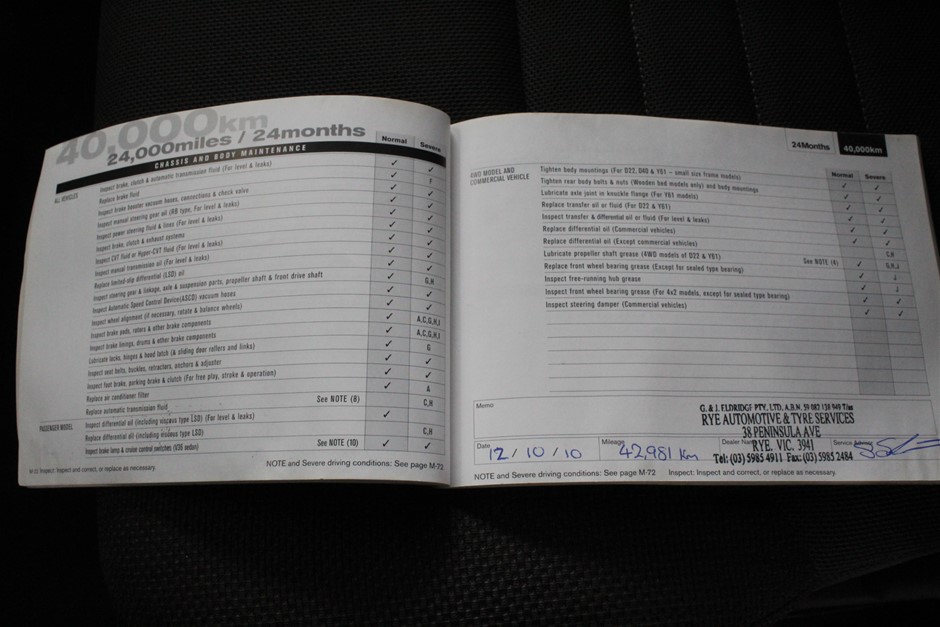 40,000km
24,000miles / 24months
Normal Severe
CHASSIS AND BODY MAINTENANCE
ALL VEHICLES
Inspect brake, clutch & automatic transmission fluid (For level & leaks) ✓ ✓
Replace brake fluid ✓ F
Inspect brake booster vacuum hoses, connections & check valve ✓ ✓
Inspect manual steering gear oil (RB type, For level & leaks) ✓ ✓
Inspect power steering fluid & lines (For level & leaks) ✓ ✓
Inspect brake, clutch & exhaust systems ✓ ✓
Inspect CVT fluid or Hyper-CVT fluid (For level & leaks) ✓ ✓
Inspect manual transmission oil (For level & leaks) ✓ ✓
Replace limited slip differential (LSD) oil ✓ G,H
Inspect steering gear & linkage, axle & suspension parts, propeller shaft & front drive shaft
Inspect Automatic Speed Control Device(ASCD) vacuum hoses ✓ ✓
Inspect wheel alignment (if necessary, rotate & balance wheels) ✓ ✓
Inspect brake pads, rotors & other brake components ✓ A,C,G,H,I
Inspect brake linings, drums & other brake components ✓ A,C,G,H,I
Lubricate locks, hinges & hood latch (& sliding door rollers and links) ✓ G
Inspect seat belts, buckles, retractors, anchors & adjuster ✓ ✓
Inspect foot brake, parking brake & clutch (For free play, stroke & operation) ✓ ✓
Replace air conditioner filter ✓ A
Replace automatic transmission fluid See NOTE (8) C,H
PASSENGER MODEL
Inspect differential oil (including viscous type LSD) (For level & leaks) ✓
Replace differential oil (including viscous type LSD) C,H
Inspect brake lamp & cruise control switches (V36 sedan) See NOTE (10) ✓ ✓
Inspect: Inspect and correct, or replace as necessary.
NOTE and Severe driving conditions: See page M-72
24Months 40,000km
Normal Severe
4WD MODEL AND
COMMERCIAL VEHICLE
Tighten body mountings (For D22, D40 & Y61 - small size frame models) ✓ ✓
Tighten rear body bolts & nuts (Wooden bed models only) and body mountings ✓ ✓
Lubricate axle joint in knuckle flange (For Y61 models) ✓ ✓
Replace transfer oil or fluid (For D22 & Y61) ✓ ✓
Inspect transfer & differential oil or fluid (For level & leaks) ✓ ✓
Replace differential oil (Commercial vehicles)
Replace differential oil (Except commercial vehicles) See NOTE (A) C,H
Lubricate propeller shaft grease (4WD models of D22 & Y61) ✓ G,H,J
Replace front wheel bearing grease (Except for sealed type bearing)
Inspect free-running hub grease
Inspect front wheel bearing grease (For 4x2 models, except for sealed type bearing) ✓ ✓
Inspect steering damper (Commercial vehicles) ✓ ✓
Memo
G. & J. ELDRIDGE PTY. LTD. A.B.N. 59 082 138 949 T/as
RYE AUTOMOTIVE & TYRE SERVICES
38 PENINSULA AVE
RYE. VIC. 3941
Tel: (03) 5985 4911 Fax: (03) 5985 2484
Date 12/10/10 Mileage 42,981 km Dealer Service
NOTE and Severe driving conditions: See page M-72 Inspect: Inspect and correct, or replace as necessary.